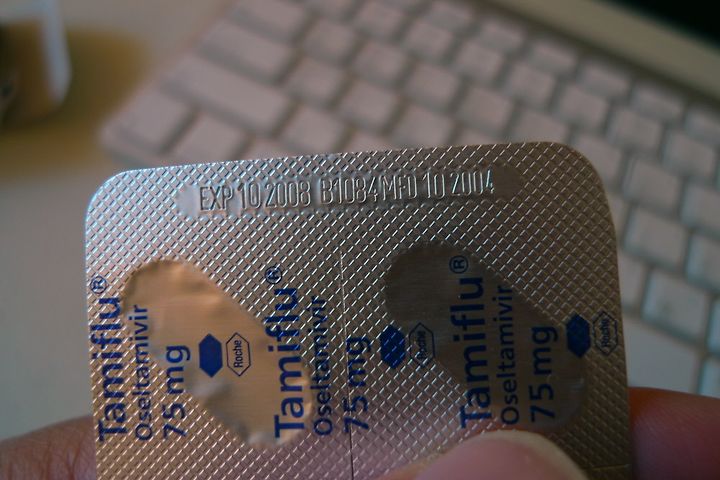 EXP 10 2008 B1084 MFD 10 2004
Tamiflu®
Oseltamivir
75 mg
Roche
Tamiflu®
Oseltamivir
75 mg
Roche
Tamiflu®
Oseltamivir
75 mg
Roche